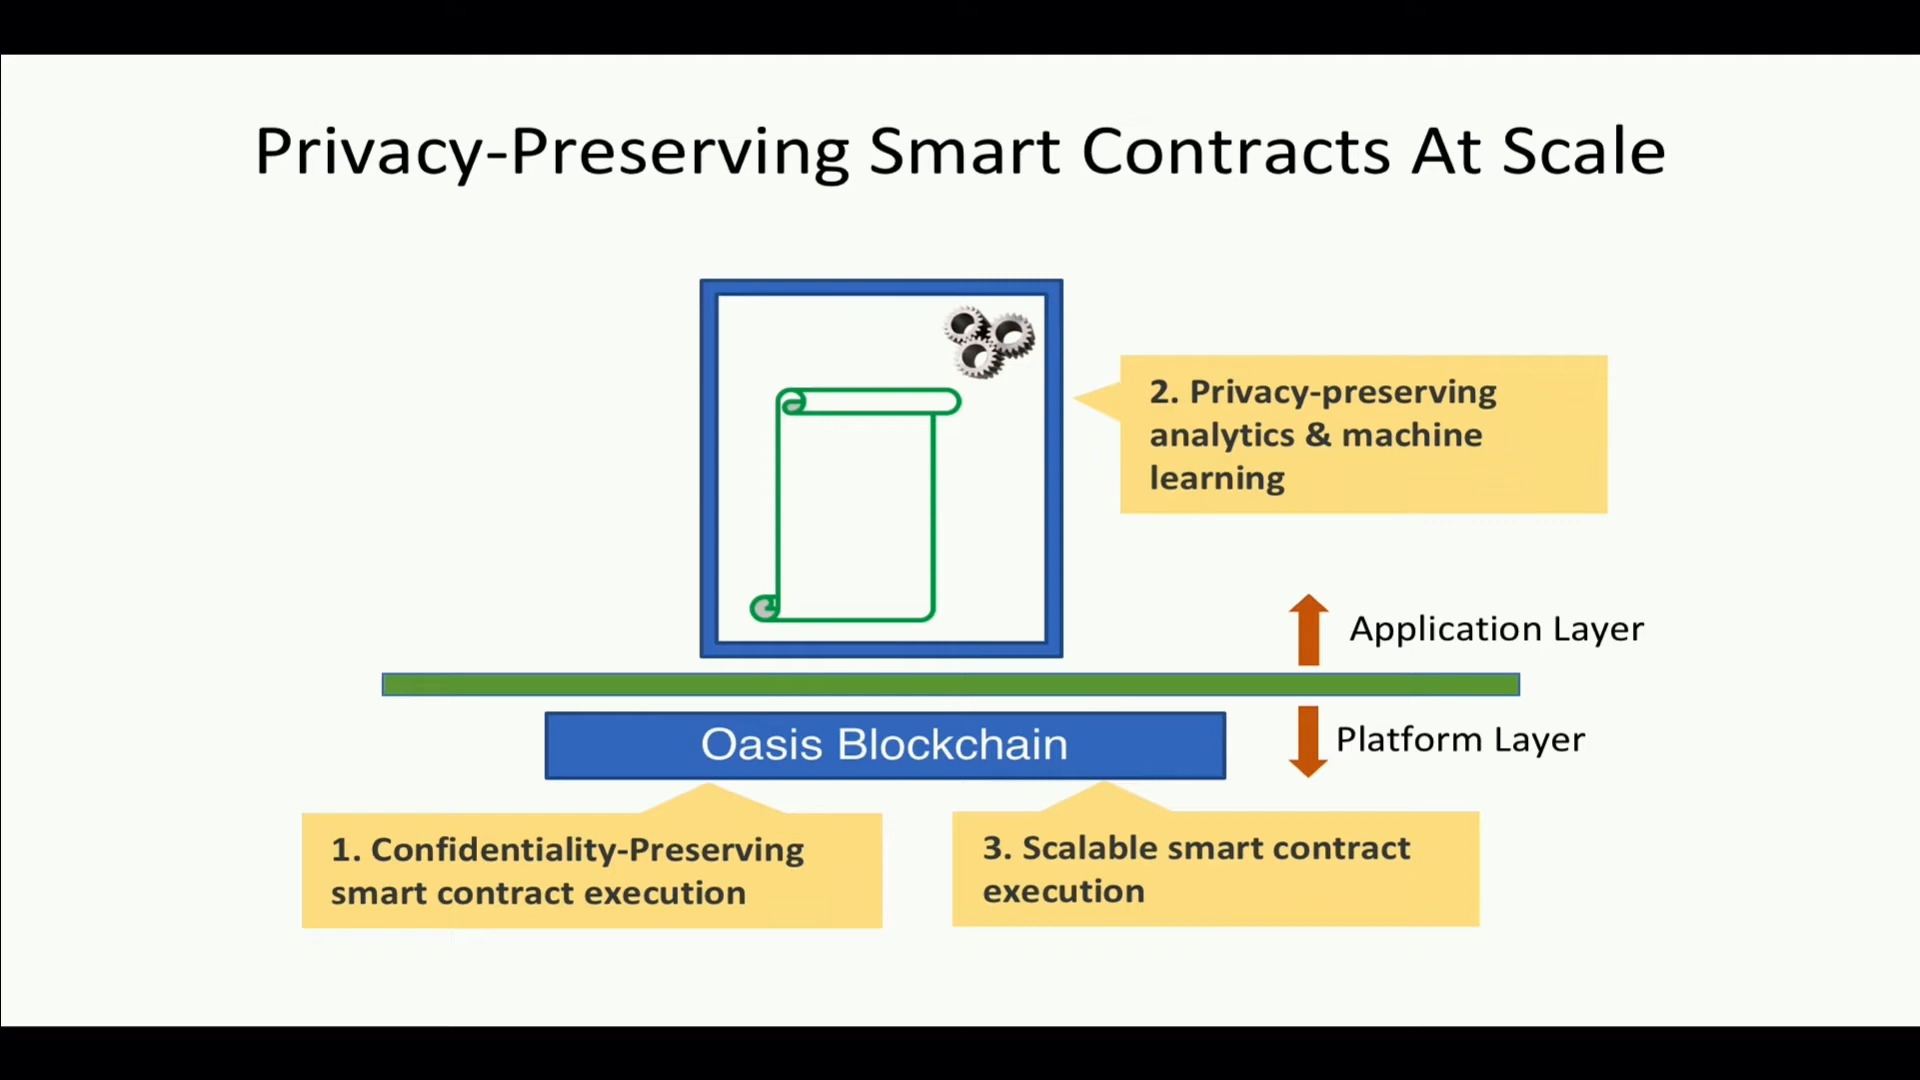 Privacy-Preserving Smart Contracts At Scale
2. Privacy-preserving
analytics & machine
learning
Application Layer
Oasis Blockchain
Platform Layer
1. Confidentiality-Preserving
smart contract execution
3. Scalable smart contract
execution